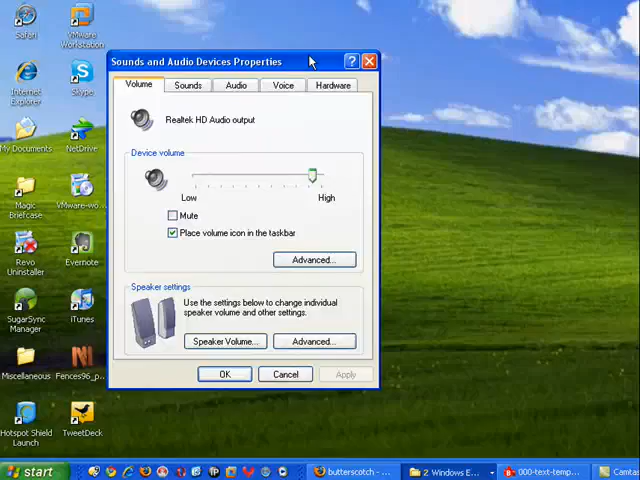 Safari
VMware
Workstation
Internet
Explorer
Skype
My Documents
NetDrive
Magic
Briefcase
VMware-wo...
Revo
Uninstaller
Evernote
SugarSync
Manager
iTunes
Miscellaneous
Fences96_p...
Hotspot Shield
Launch
TweetDeck
Sounds and Audio Devices Properties
Volume
Sounds
Audio
Voice
Hardware
Realtek HD Audio output
Device volume
Low
High
Mute
Place volume icon in the taskbar
Advanced...
Speaker settings
Use the settings below to change individual
speaker volume and other settings.
Speaker Volume...
Advanced...
OK
Cancel
Apply
start
butterscotch - ...
2 Windows E...
000-text-temp...
Camtas